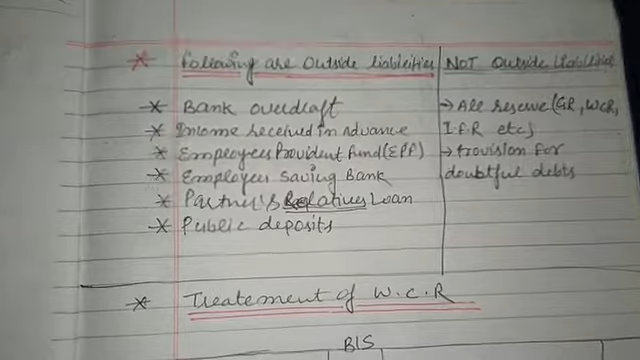 * Following are Outside liabilities
* Bank overdraft
* Income received in Advance
* Employees Provident Fund (EPF)
* Employees saving Bank
* Partner's Relatives Loan
* Public deposits
NOT Outside liabilities
→ All reserve (GR, WCR,
I.F.R etc)
→ Provision for
doubtful debts
* Treatement of W.C.R
B|S